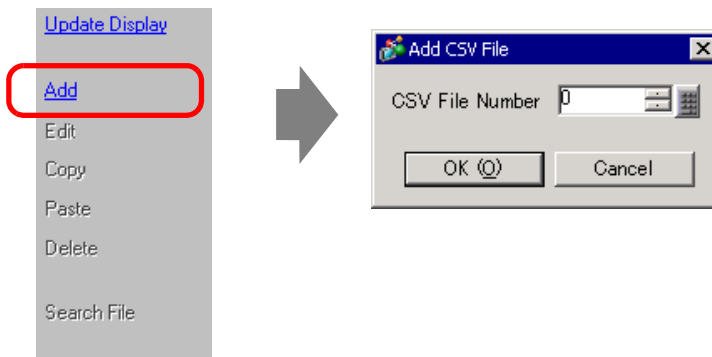 Update Display
Add
Edit
Copy
Paste
Delete
Search File
Add CSV File
CSV File Number 0
OK (O) Cancel